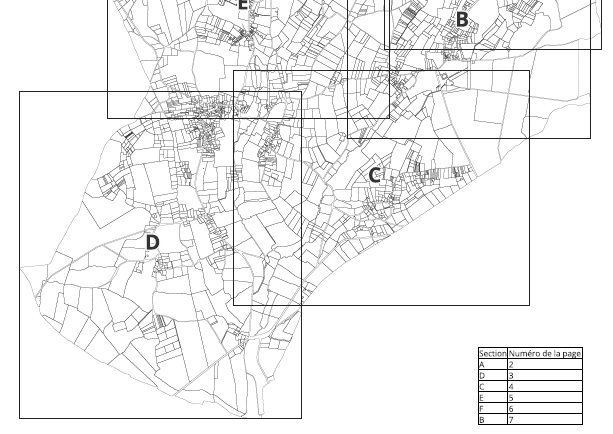 E
B
C
D
Section Numéro de la page
A 2
D 3
C 4
E 5
F 6
B 7